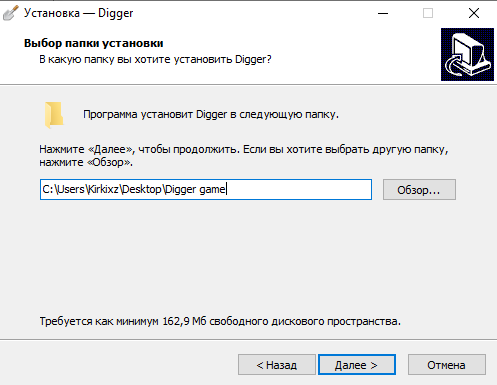 Установка — Digger
Выбор папки установки
В какую папку вы хотите установить Digger?
Программа установит Digger в следующую папку.
Нажмите «Далее», чтобы продолжить. Если вы хотите выбрать другую папку,
нажмите «Обзор».
C:\Users\Kirkixz\Desktop\Digger game
Обзор...
Требуется как минимум 162,9 Мб свободного дискового пространства.
< Назад
Далее >
Отмена